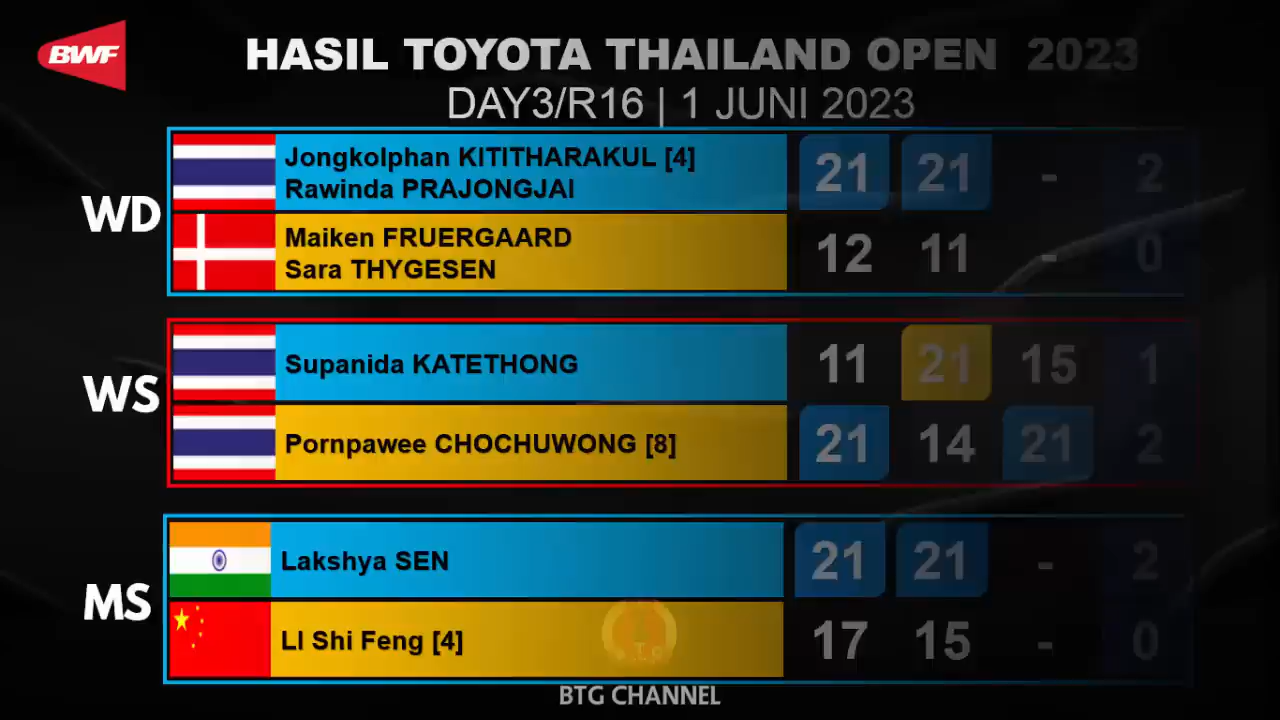 BWF
HASIL TOYOTA THAILAND OPEN 2023
DAY3/R16 | 1 JUNI 2023
WD
Jongkolphan KITITHARAKUL [4] 21 21 - 2
Rawinda PRAJONGJAI
Maiken FRUERGAARD 12 11 - 0
Sara THYGESEN
WS
Supanida KATETHONG 11 21 15 1
Pornpawee CHOCHUWONG [8] 21 14 21 2
MS
Lakshya SEN 21 21 - 2
LI Shi Feng [4] 17 15 - 0
BTG CHANNEL